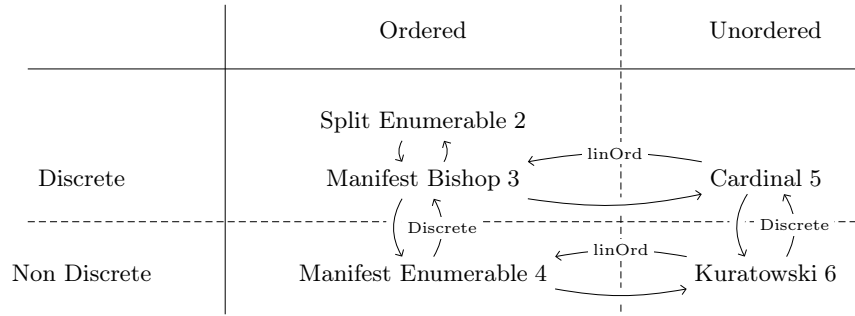 Ordered Unordered
Split Enumerable 2
linOrd
Discrete Manifest Bishop 3 Cardinal 5
Discrete Discrete
linOrd
Non Discrete Manifest Enumerable 4 Kuratowski 6